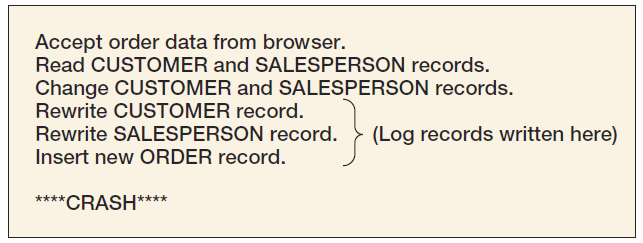 Accept order data from browser.
Read CUSTOMER and SALESPERSON records.
Change CUSTOMER and SALESPERSON records.
Rewrite CUSTOMER record.
Rewrite SALESPERSON record. (Log records written here)
Insert new ORDER record.
****CRASH****